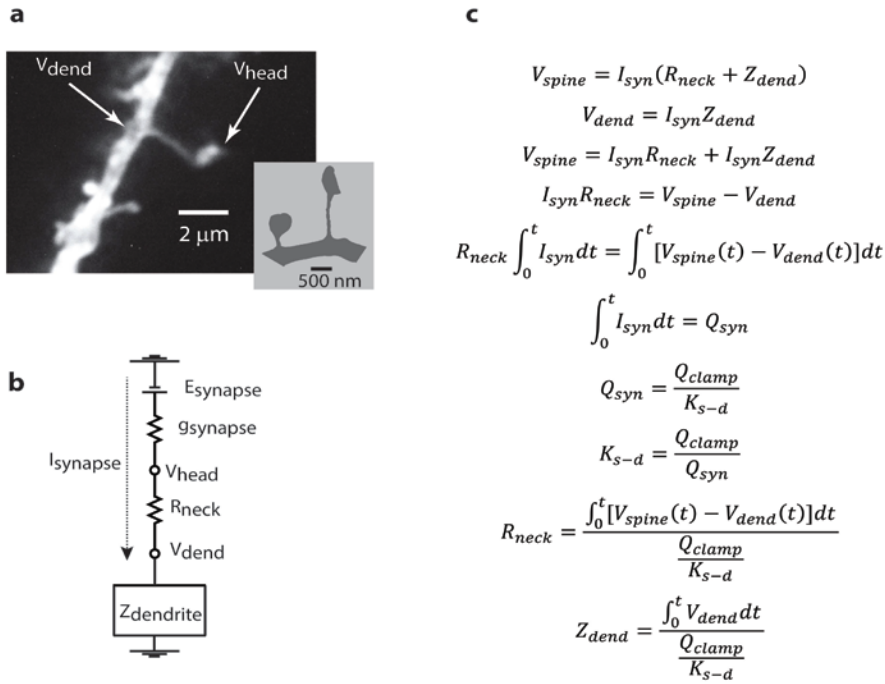 a
V_dend
V_head
2 μm
500 nm
b
E_synapse
g_synapse
I_synapse
V_head
R_neck
V_dend
Z_dendrite
c
V_spine = I_syn(R_neck + Z_dend)
V_dend = I_syn Z_dend
V_spine = I_syn R_neck + I_syn Z_dend
I_syn R_neck = V_spine − V_dend
R_neck ∫_0^t I_syn dt = ∫_0^t [V_spine(t) − V_dend(t)]dt
∫_0^t I_syn dt = Q_syn
Q_syn = Q_clamp / K_s−d
K_s−d = Q_clamp / Q_syn
R_neck = ∫_0^t [V_spine(t) − V_dend(t)]dt / (Q_clamp / K_s−d)
Z_dend = ∫_0^t V_dend dt / (Q_clamp / K_s−d)